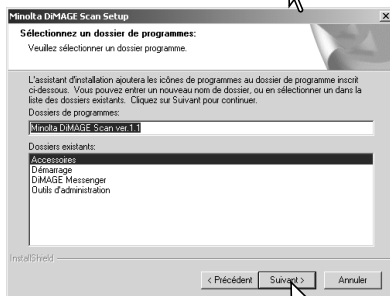 Minolta DiMAGE Scan Setup
Sélectionnez un dossier de programmes:
Veuillez sélectionner un dossier programme.
L'assistant d'installation ajoutera les icônes de programmes au dossier de programme inscrit
ci-dessous. Vous pouvez entrer un nouveau nom de dossier, ou en sélectionner un dans la
liste des dossiers existants. Cliquez sur Suivant pour continuer.
Dossiers de programmes:
Minolta DiMAGE Scan ver.1.1
Dossiers existants:
Accessoires
Démarrage
DiMAGE Messenger
Outils d'administration
InstallShield
< Précédent Suivant > Annuler